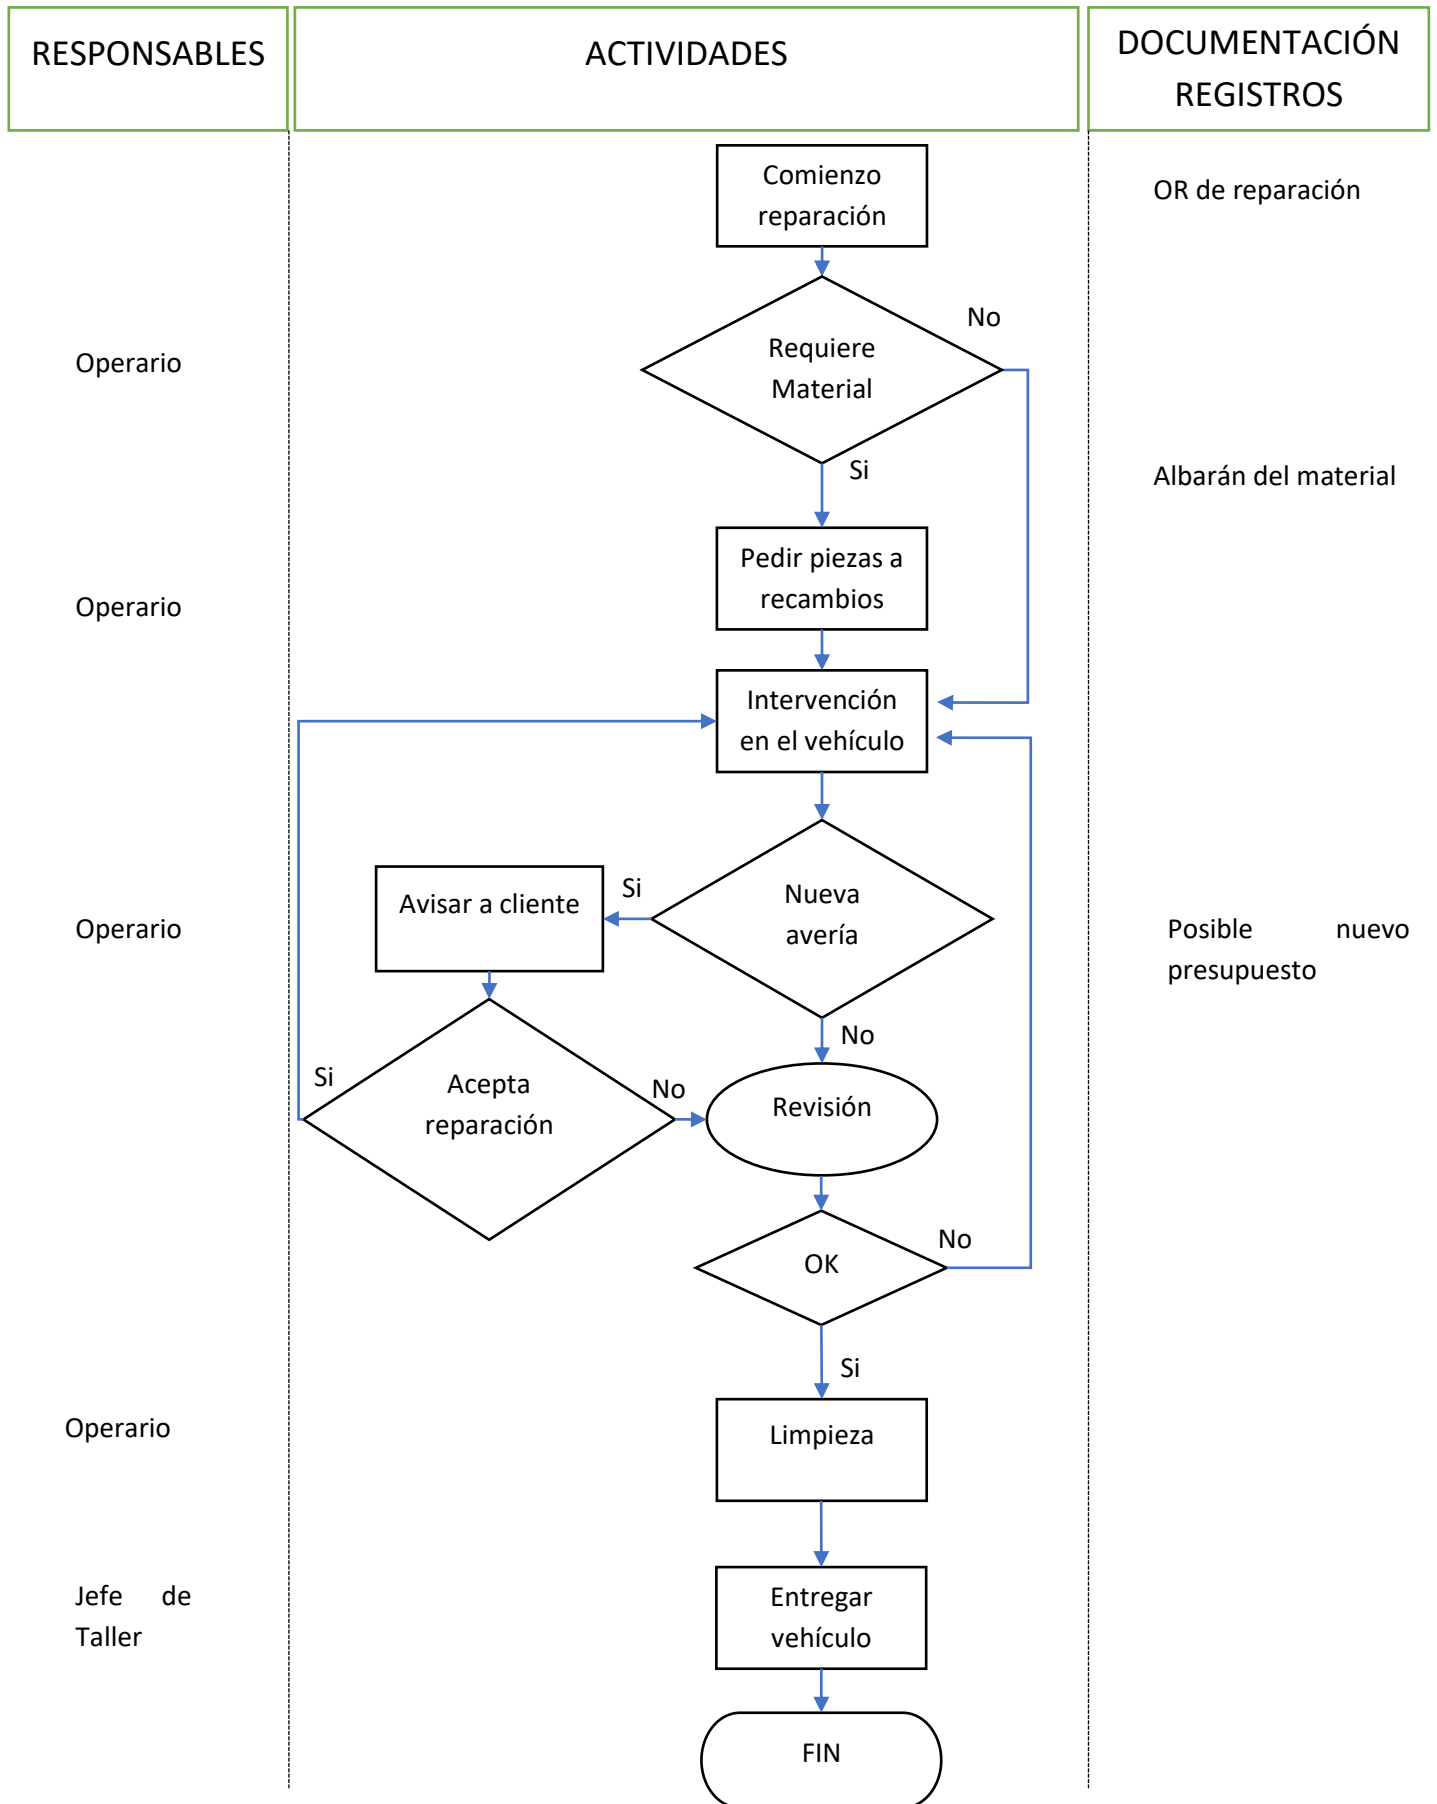 RESPONSABLES
ACTIVIDADES
DOCUMENTACIÓN
REGISTROS
Comienzo
reparación
OR de reparación
No
Requiere
Material
Operario
Si
Albarán del material
Pedir piezas a
recambios
Operario
Intervención
en el vehículo
Avisar a cliente
Si
Nueva
avería
Operario
Posible nuevo
presupuesto
No
Si
Acepta
reparación
No
Revisión
OK
No
Si
Operario
Limpieza
Jefe de
Taller
Entregar
vehículo
FIN